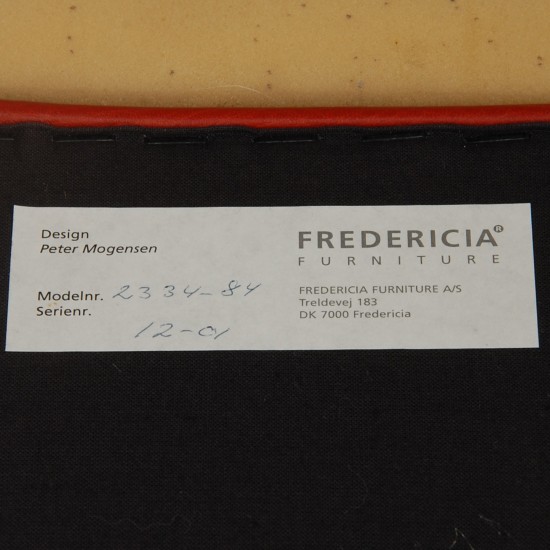 Design
Peter Mogensen
Modelnr. 2334-84
Serienr.
12-01
FREDERICIA®
FURNITURE
FREDERICIA FURNITURE A/S
Treldevej 183
DK 7000 Fredericia